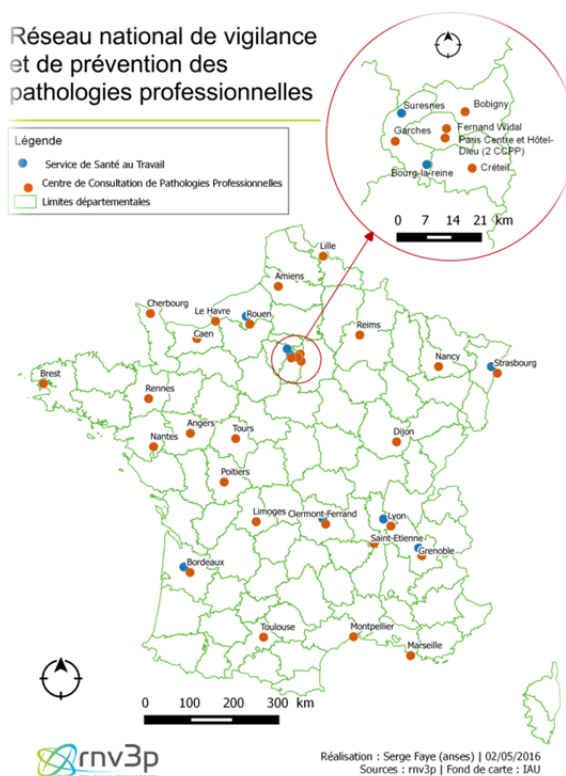 Réseau national de vigilance
et de prévention des
pathologies professionnelles
Légende
Service de Santé au Travail
Centre de Consultation de Pathologies Professionnelles
Limites départementales
Suresnes
Bobigny
Garches
Fernand Widal
Paris Centre et Hôtel-
Dieu (2 CCPP)
Bourg-la-reine
Créteil
0 7 14 21 km
Lille
Amiens
Cherbourg
Le Havre
Rouen
Caen
Reims
Nancy
Strasbourg
Brest
Rennes
Angers
Tours
Nantes
Dijon
Poitiers
Limoges
Clermont-Ferrand
Lyon
Saint-Etienne
Grenoble
Bordeaux
Toulouse
Montpellier
Marseille
0 100 200 300 km
rnv3p
Réalisation : Serge Faye (anses) | 02/05/2016
Sources : rnv3p | Fond de carte : IAU